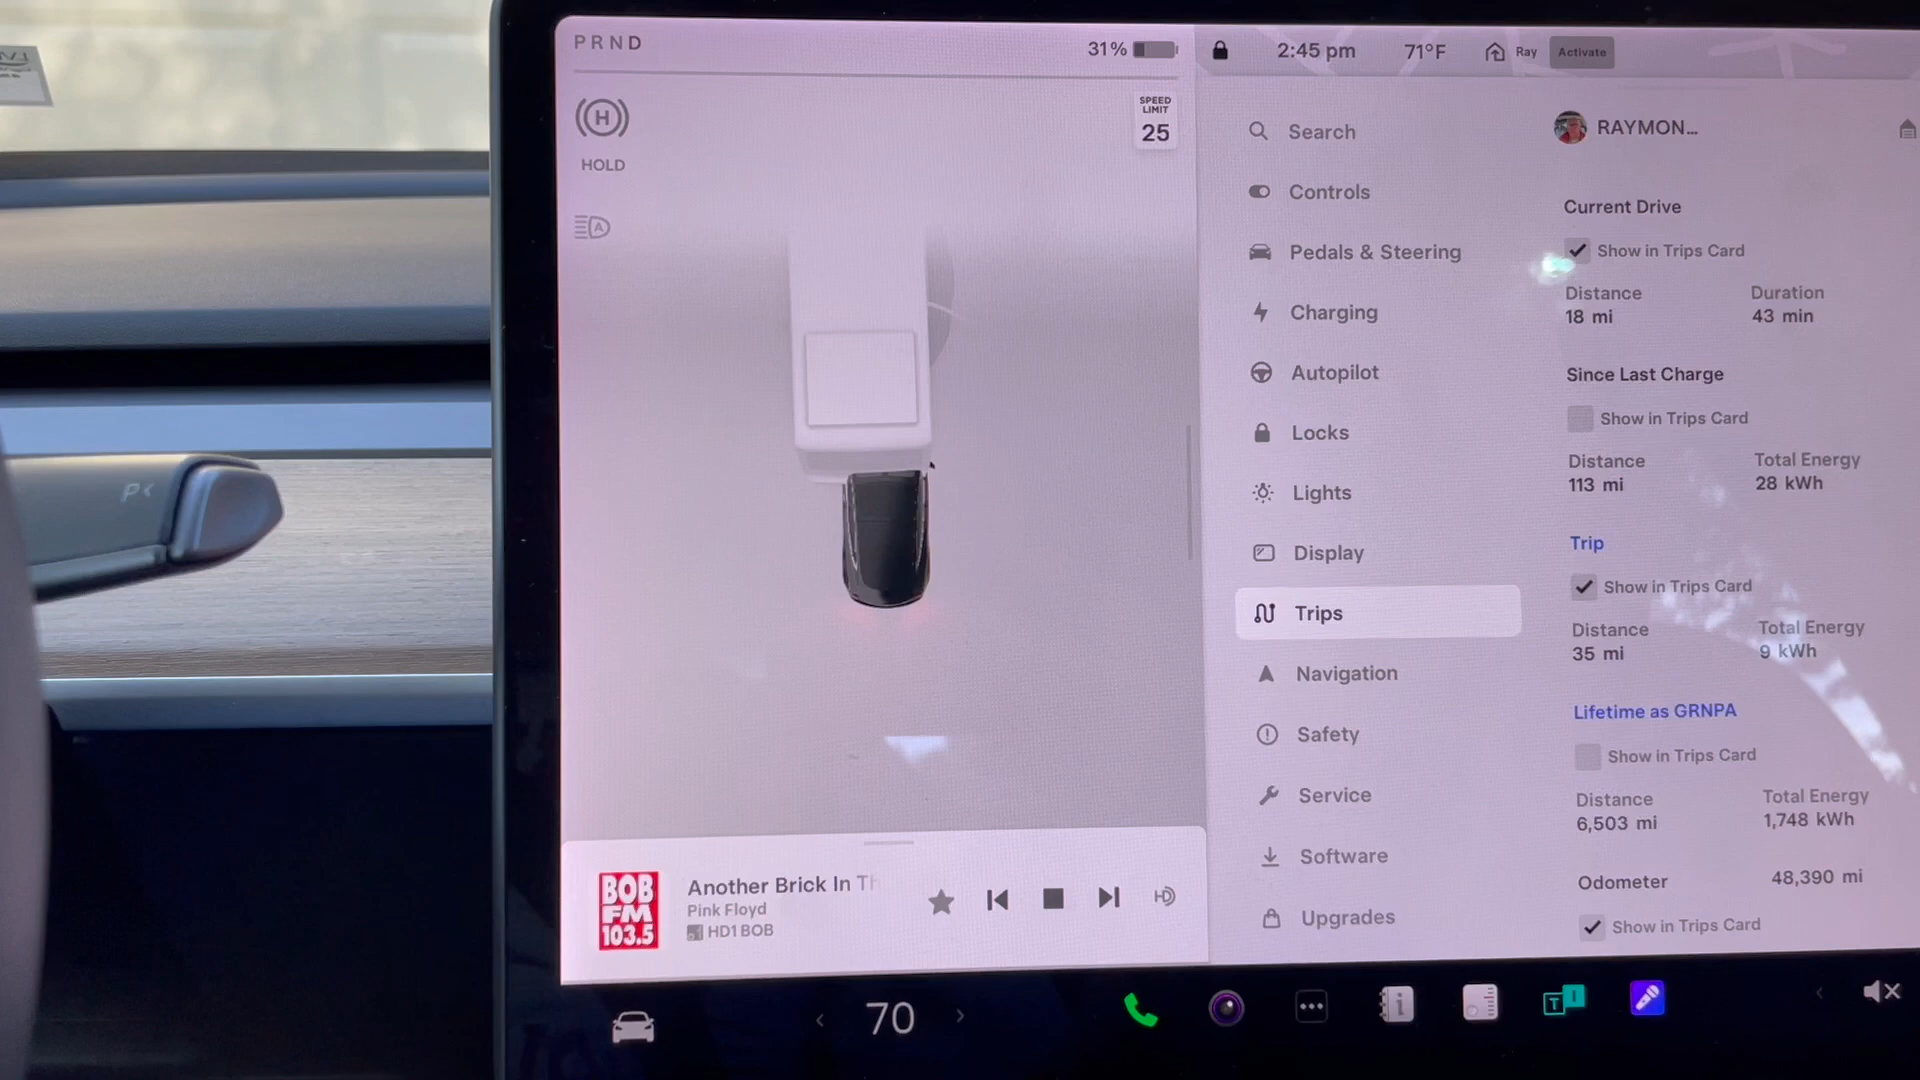 PRND
31%
2:45 pm
71°F
Ray
Activate
H
HOLD
A
SPEED
LIMIT
25
Search
Controls
Pedals & Steering
Charging
Autopilot
Locks
Lights
Display
Trips
Navigation
Safety
Service
Software
Upgrades
RAYMON...
Current Drive
Show in Trips Card
Distance
Duration
18 mi
43 min
Since Last Charge
Show in Trips Card
Distance
Total Energy
113 mi
28 kWh
Trip
Show in Trips Card
Distance
Total Energy
35 mi
9 kWh
Lifetime as GRNPA
Show in Trips Card
Distance
Total Energy
6,503 mi
1,748 kWh
Odometer
48,390 mi
Show in Trips Card
BOB
FM
103.5
Another Brick In Th
Pink Floyd
HD1 BOB
P<
< 70 >
T